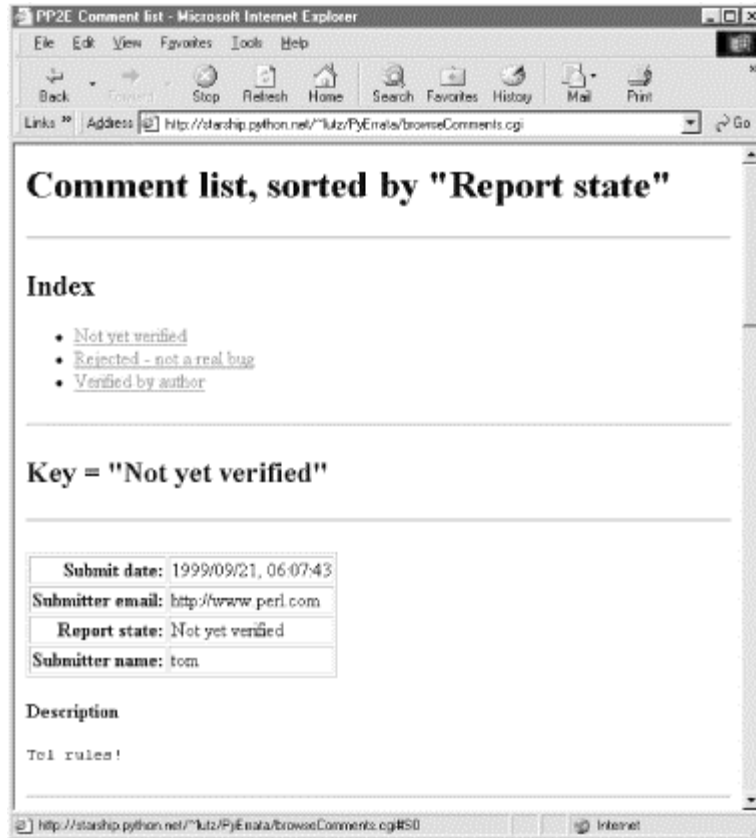 PP2E Comment list - Microsoft Internet Explorer
File Edit View Favorites Tools Help
Back Forward Stop Refresh Home Search Favorites History Mail Print
Links » Address http://starship.python.net/~lutz/PyErrata/browseComments.cgi Go
Comment list, sorted by "Report state"
Index
Not yet verified
Rejected - not a real bug
Verified by author
Key = "Not yet verified"
Submit date: 1999/09/21, 06:07:43
Submitter email: http://www.perl.com
Report state: Not yet verified
Submitter name: tom
Description
Tcl rules!
http://starship.python.net/~lutz/PyErrata/browseComments.cgi#S0 Internet